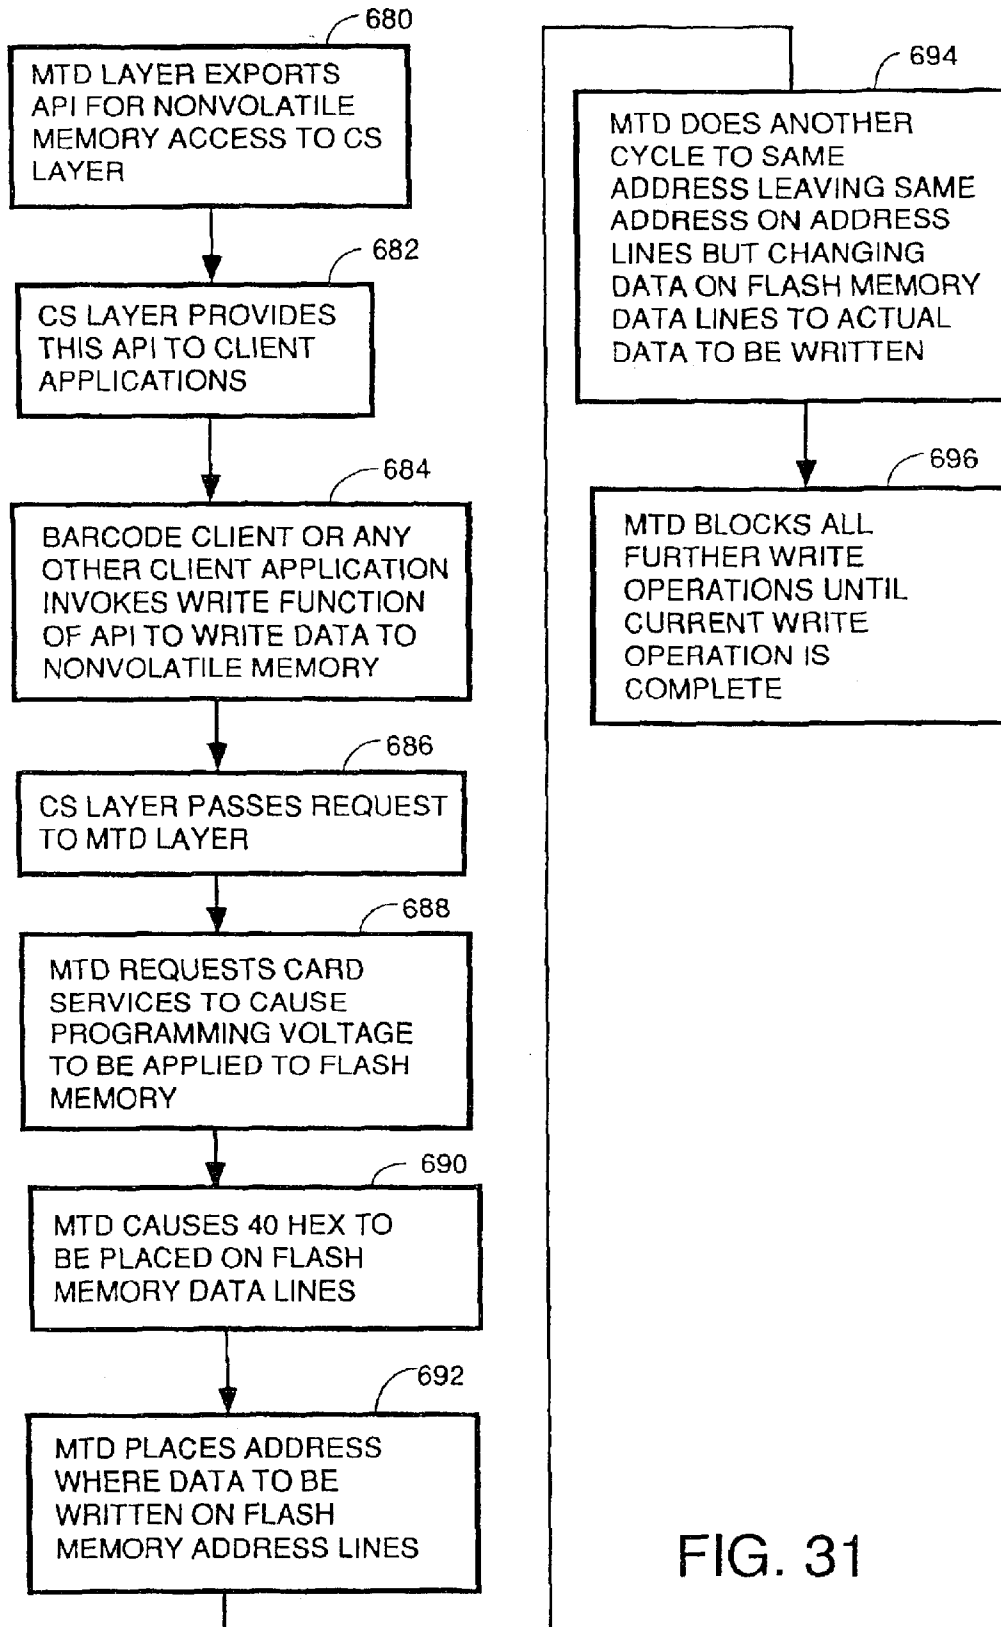 680
MTD LAYER EXPORTS
API FOR NONVOLATILE
MEMORY ACCESS TO CS
LAYER
682
CS LAYER PROVIDES
THIS API TO CLIENT
APPLICATIONS
684
BARCODE CLIENT OR ANY
OTHER CLIENT APPLICATION
INVOKES WRITE FUNCTION
OF API TO WRITE DATA TO
NONVOLATILE MEMORY
686
CS LAYER PASSES REQUEST
TO MTD LAYER
688
MTD REQUESTS CARD
SERVICES TO CAUSE
PROGRAMMING VOLTAGE
TO BE APPLIED TO FLASH
MEMORY
690
MTD CAUSES 40 HEX TO
BE PLACED ON FLASH
MEMORY DATA LINES
692
MTD PLACES ADDRESS
WHERE DATA TO BE
WRITTEN ON FLASH
MEMORY ADDRESS LINES
694
MTD DOES ANOTHER
CYCLE TO SAME
ADDRESS LEAVING SAME
ADDRESS ON ADDRESS
LINES BUT CHANGING
DATA ON FLASH MEMORY
DATA LINES TO ACTUAL
DATA TO BE WRITTEN
696
MTD BLOCKS ALL
FURTHER WRITE
OPERATIONS UNTIL
CURRENT WRITE
OPERATION IS
COMPLETE
FIG. 31